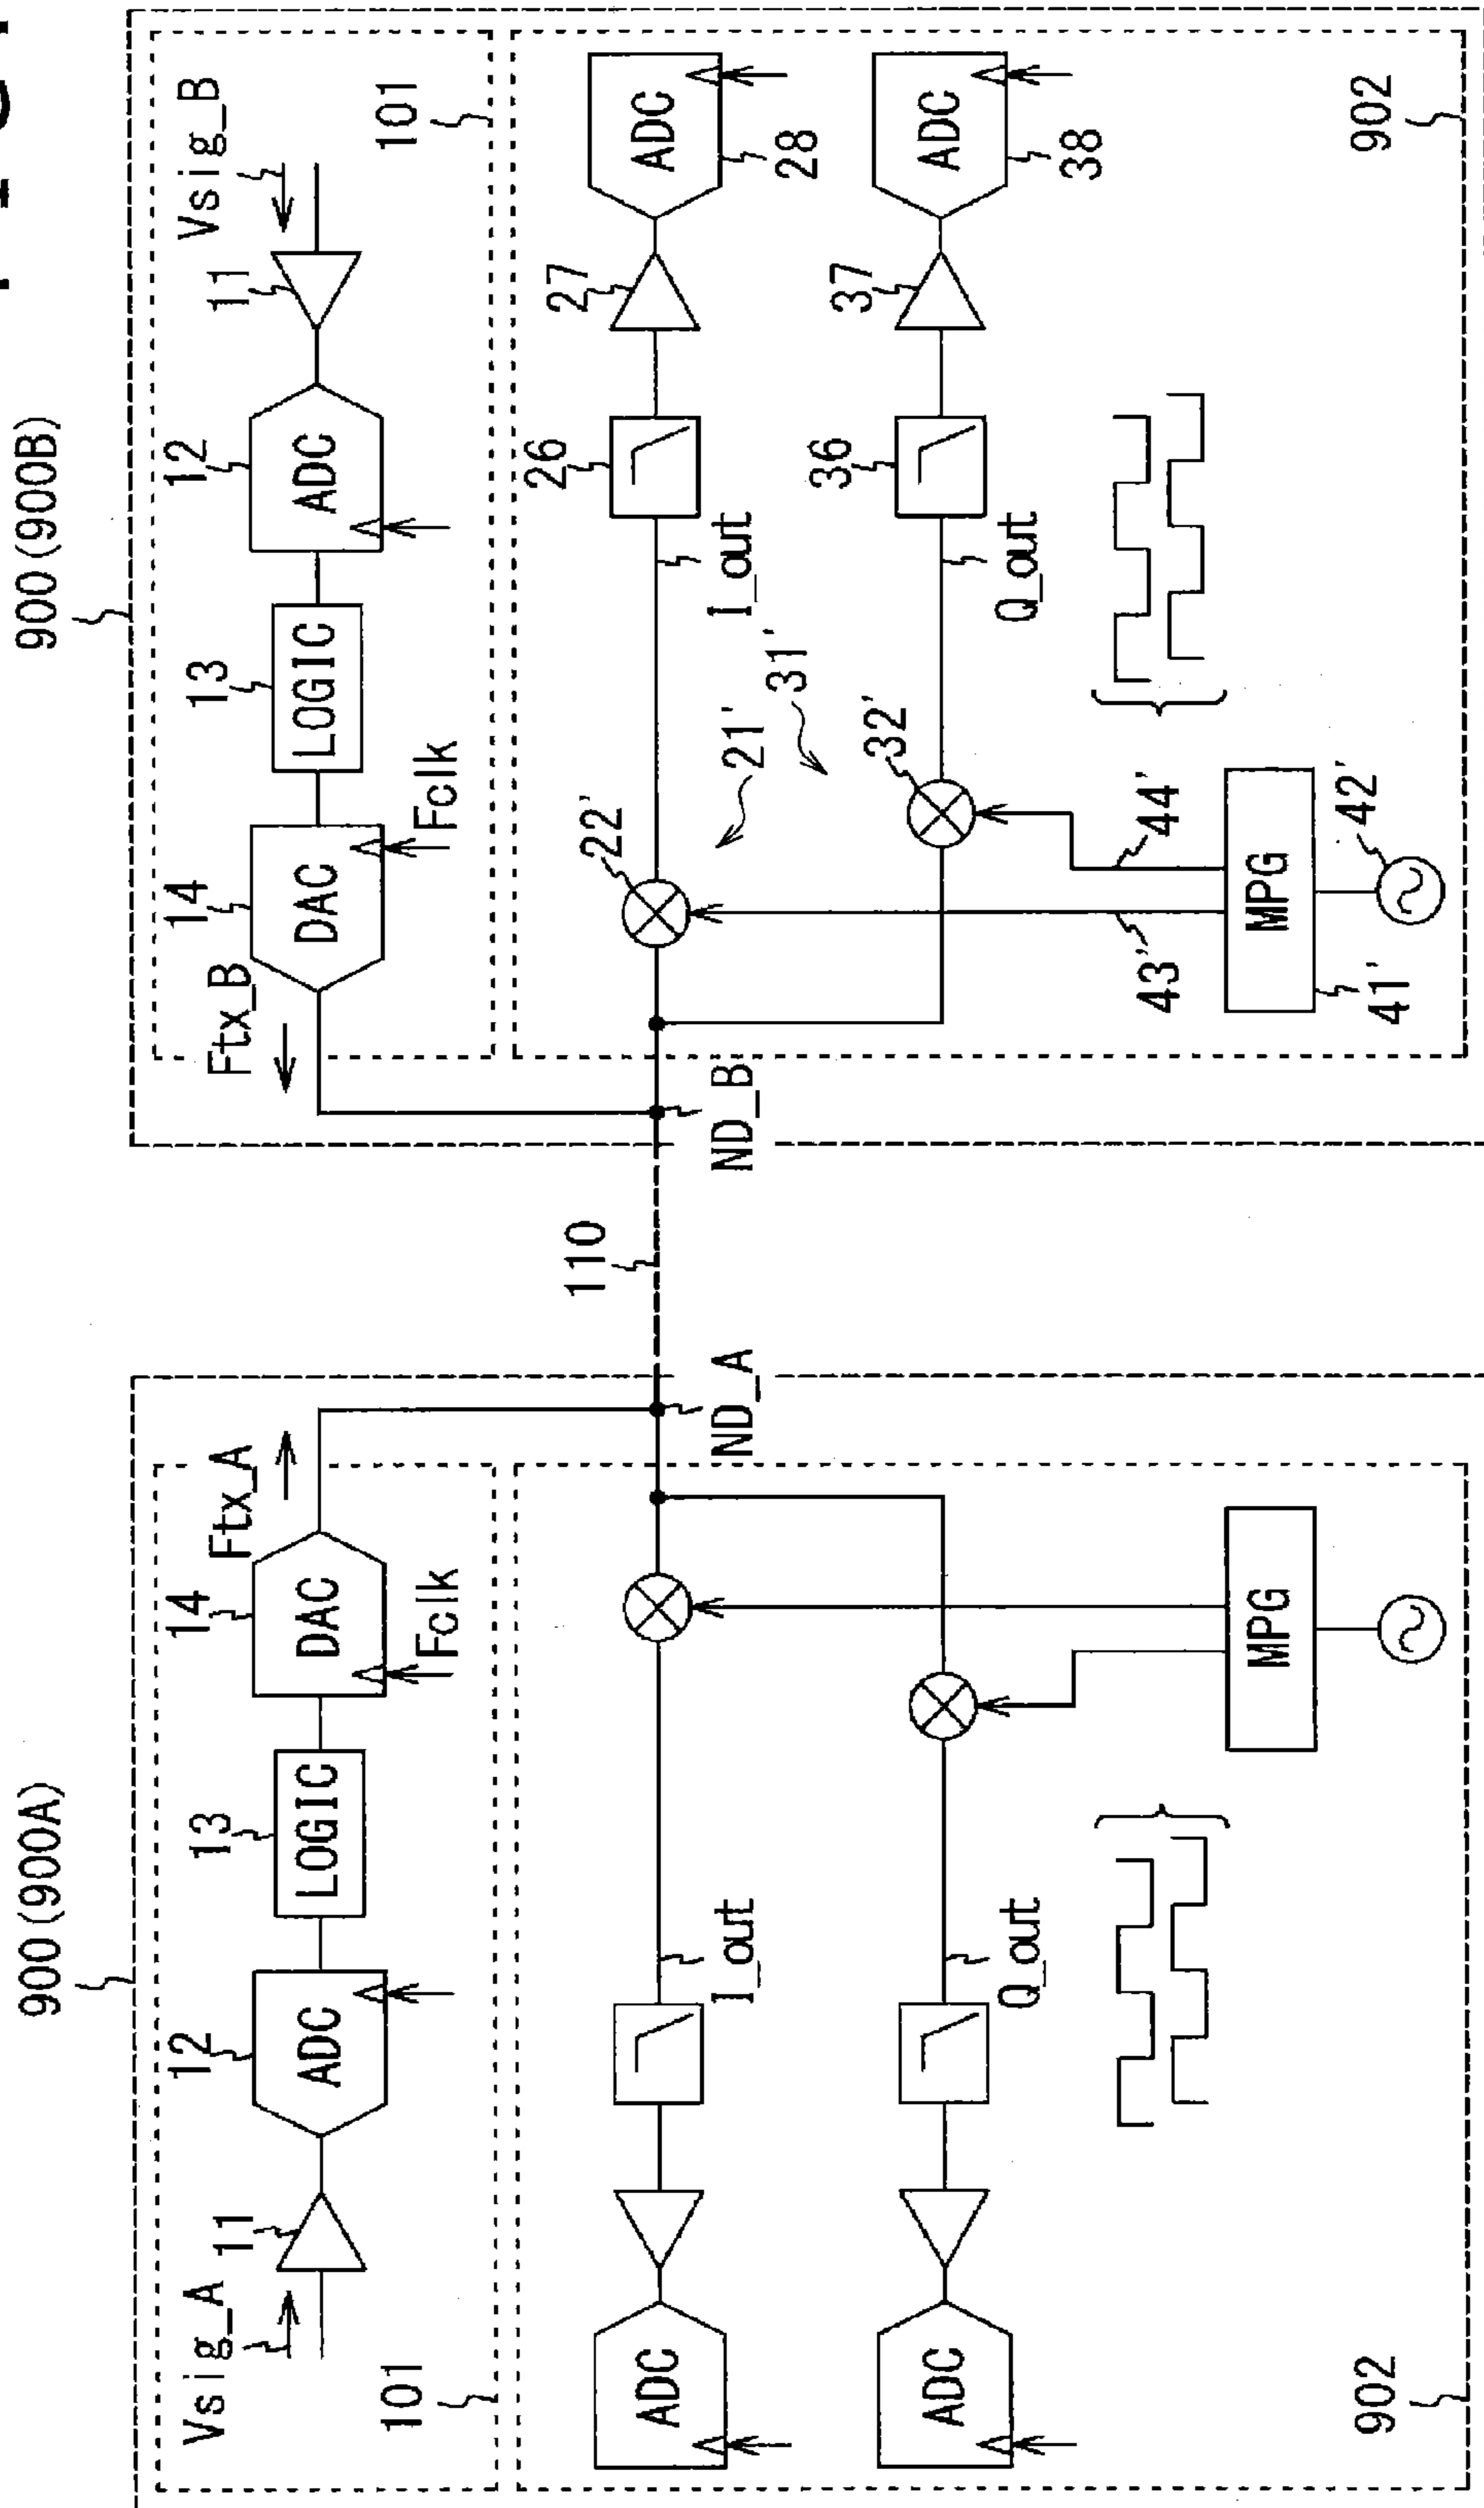 900(900A)
Vsig_A
11
12
ADC
13
LOGIC
14
DAC
Ftx_A
Fclk
101
ADC
I_out
ND_A
ADC
Q_out
MPG
902
110
900(900B)
Ftx_B
14
DAC
Fclk
13
LOGIC
12
ADC
11
Vsig_B
101
ND_B
22'
21'
I_out
26
27
ADC
28
31'
32'
Q_out
36
37
ADC
38
43'
44'
41'
MPG
42'
902